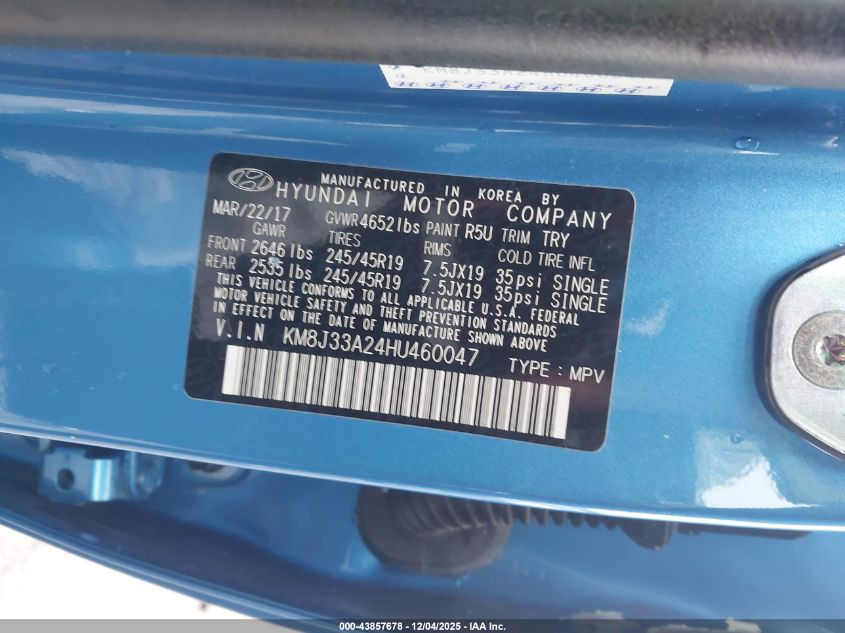 MANUFACTURED IN KOREA BY
HYUNDAI MOTOR COMPANY
MAR/22/17 GVWR 4652 lbs PAINT R5U TRIM TRY
GAWR TIRES RIMS COLD TIRE INFL
FRONT 2646 lbs 245/45R19 7.5JX19 35psi SINGLE
REAR 2535 lbs 245/45R19 7.5JX19 35psi SINGLE
THIS VEHICLE CONFORMS TO ALL APPLICABLE U.S.A. FEDERAL
MOTOR VEHICLE SAFETY AND THEFT PREVENTION STANDARDS
IN EFFECT ON THE DATE OF MANUFACTURE SHOWN ABOVE
V.I.N KM8J33A24HU460047 TYPE : MPV
000-43857678 - 12/04/2025 - IAA Inc.